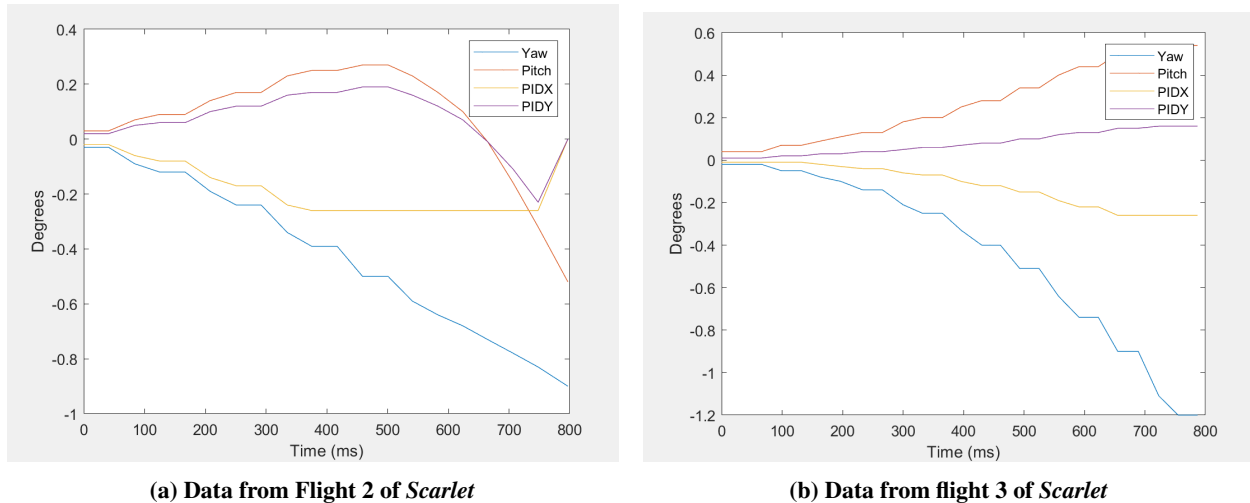 0.4
0.2
0
-0.2
-0.4
-0.6
-0.8
-1
Degrees
0 100 200 300 400 500 600 700 800
Time (ms)
Yaw
Pitch
PIDX
PIDY
(a) Data from Flight 2 of Scarlet
0.6
0.4
0.2
0
-0.2
-0.4
-0.6
-0.8
-1
-1.2
Degrees
0 100 200 300 400 500 600 700 800
Time (ms)
Yaw
Pitch
PIDX
PIDY
(b) Data from flight 3 of Scarlet